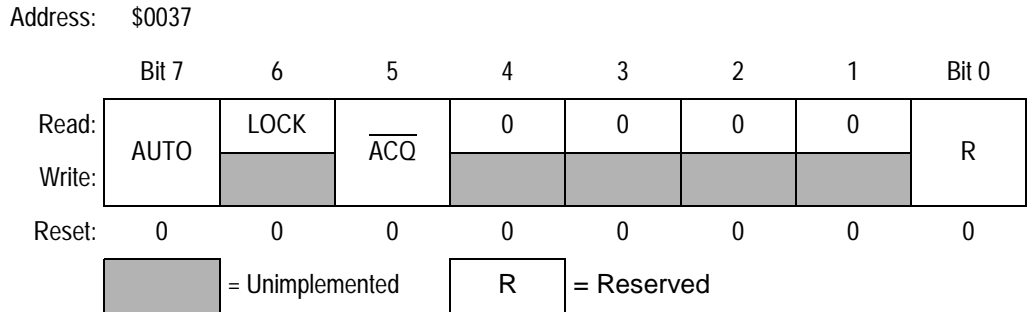 Address: $0037
Bit 7 6 5 4 3 2 1 Bit 0
Read: AUTO LOCK A̅C̅Q̅ 0 0 0 0 R
Write:
Reset: 0 0 0 0 0 0 0 0
= Unimplemented R = Reserved